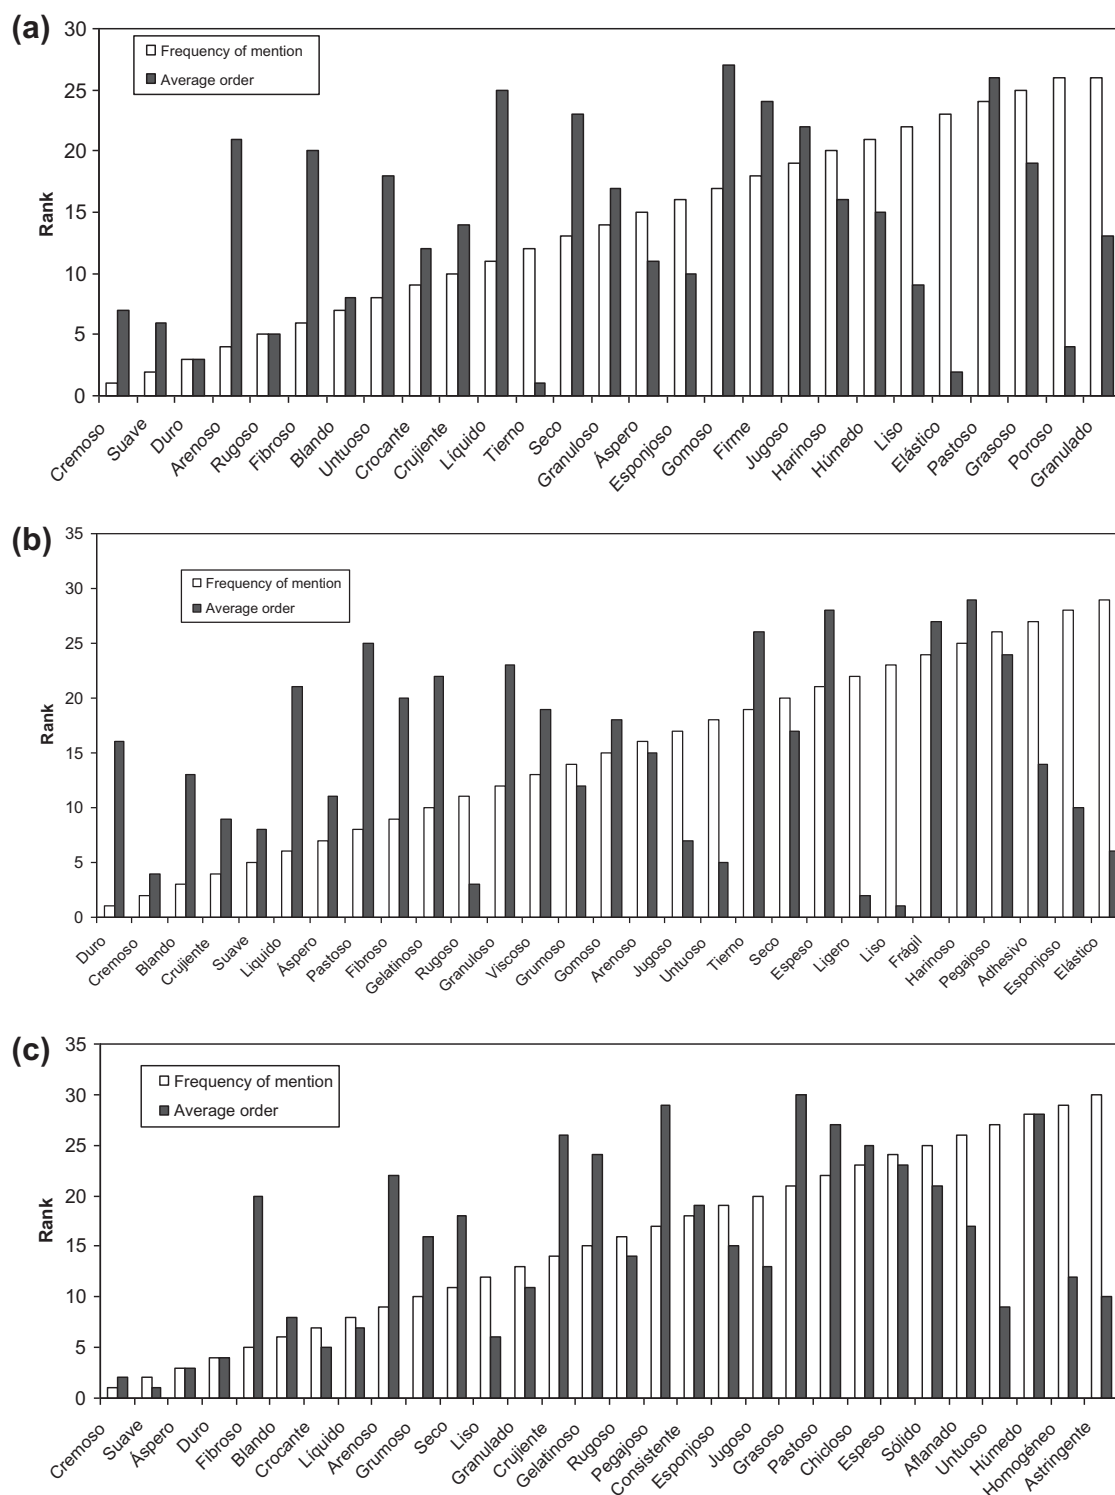 (a)
30
25
20
15
10
5
0
Rank
Frequency of mention
Average order
Cremoso
Suave
Duro
Arenoso
Rugoso
Fibroso
Blando
Untuoso
Crocante
Crujiente
Líquido
Tierno
Seco
Granuloso
Áspero
Esponjoso
Gomoso
Firme
Jugoso
Harinoso
Húmedo
Liso
Elástico
Pastoso
Grasoso
Poroso
Granulado
(b)
35
30
25
20
15
10
5
0
Rank
Frequency of mention
Average order
Duro
Cremoso
Blando
Crujiente
Suave
Liquido
Áspero
Pastoso
Fibroso
Gelatinoso
Rugoso
Granuloso
Viscoso
Grumoso
Gomoso
Arenoso
Jugoso
Untuoso
Tierno
Seco
Espeso
Ligero
Liso
Frágil
Harinoso
Pegajoso
Adhesivo
Esponjoso
Elástico
(c)
35
30
25
20
15
10
5
0
Rank
Frequency of mention
Average order
Cremoso
Suave
Áspero
Duro
Fibroso
Blando
Crocante
Líquido
Arenoso
Grumoso
Seco
Liso
Granulado
Crujiente
Gelatinoso
Rugoso
Pegajoso
Consistente
Esponjoso
Jugoso
Grasoso
Pastoso
Chicloso
Espeso
Sólido
Aflanado
Untuoso
Húmedo
Homogéneo
Astringente